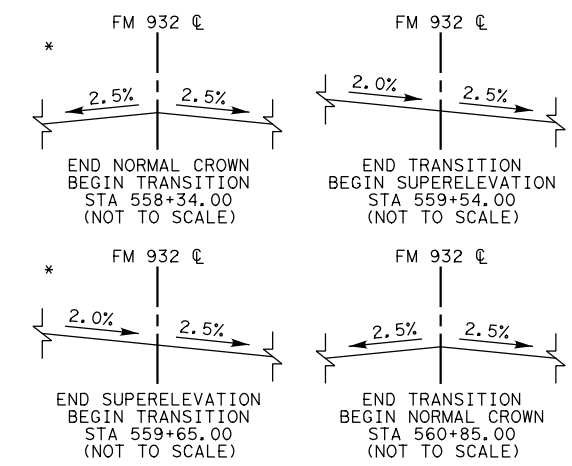 FM 932 ℄
*
2.5% 2.5%
END NORMAL CROWN
BEGIN TRANSITION
STA 558+34.00
(NOT TO SCALE)
FM 932 ℄
2.0% 2.5%
END TRANSITION
BEGIN SUPERELEVATION
STA 559+54.00
(NOT TO SCALE)
FM 932 ℄
*
2.0% 2.5%
END SUPERELEVATION
BEGIN TRANSITION
STA 559+65.00
(NOT TO SCALE)
FM 932 ℄
2.5% 2.5%
END TRANSITION
BEGIN NORMAL CROWN
STA 560+85.00
(NOT TO SCALE)